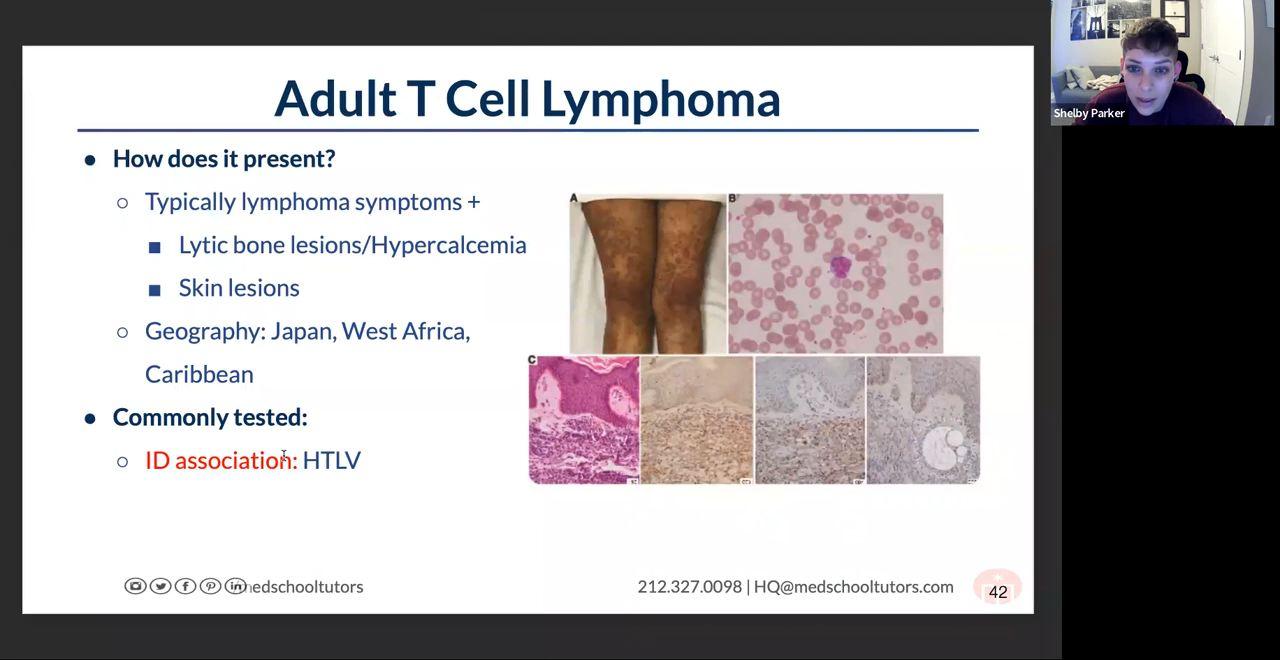 Adult T Cell Lymphoma
● How does it present?
○ Typically lymphoma symptoms +
■ Lytic bone lesions/Hypercalcemia
■ Skin lesions
○ Geography: Japan, West Africa,
Caribbean
● Commonly tested:
○ ID association: HTLV
A
B
C
medschooltutors
212.327.0098 | HQ@medschooltutors.com
42
Shelby Parker